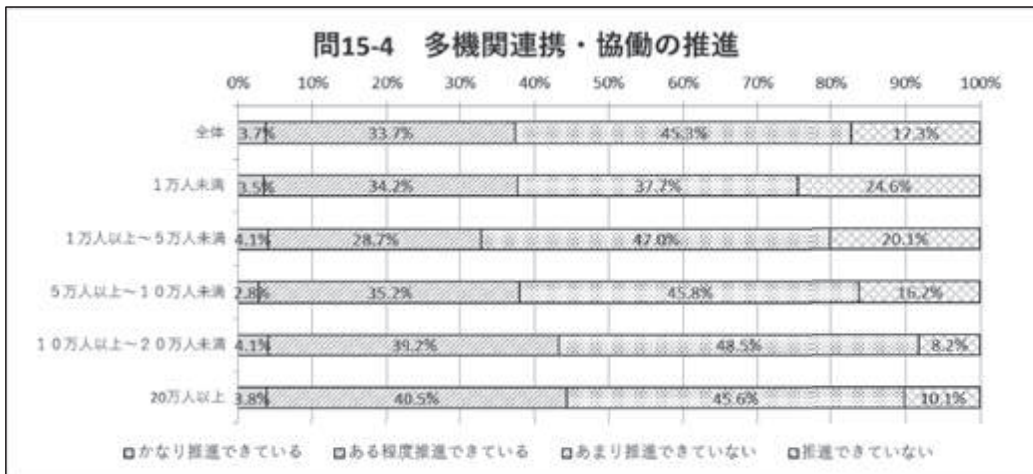 問15-4 多機関連携・協働の推進
0% 10% 20% 30% 40% 50% 60% 70% 80% 90% 100%
全体 3.7% 33.7% 45.3% 17.3%
1万人未満 3.5% 34.2% 37.7% 24.6%
1万人以上～5万人未満 4.1% 28.7% 47.0% 20.1%
5万人以上～10万人未満 2.8% 35.2% 45.8% 16.2%
10万人以上～20万人未満 4.1% 39.2% 48.5% 8.2%
20万人以上 3.8% 40.5% 45.6% 10.1%
かなり推進できている ある程度推進できている あまり推進できていない 推進できていない